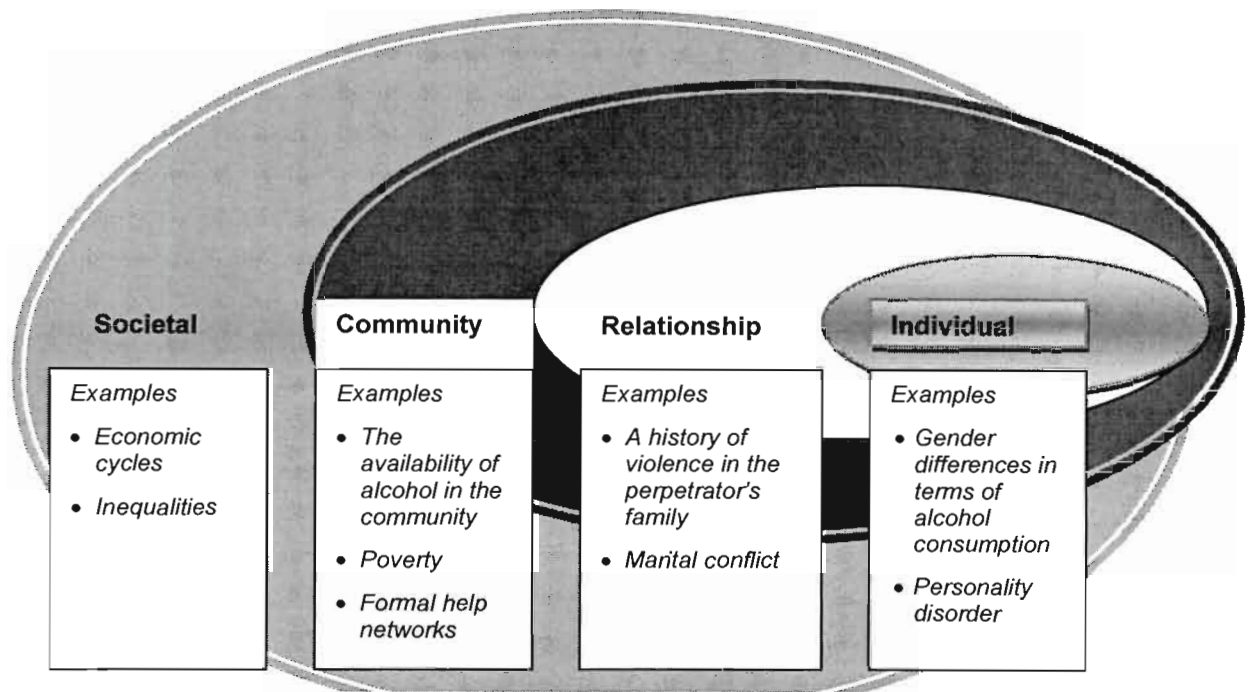 Societal
Examples
• Economic
cycles
• Inequalities
Community
Examples
• The
availability of
alcohol in the
community
• Poverty
• Formal help
networks
Relationship
Examples
• A history of
violence in the
perpetrator's
family
• Marital conflict
Individual
Examples
• Gender
differences in
terms of
alcohol
consumption
• Personality
disorder